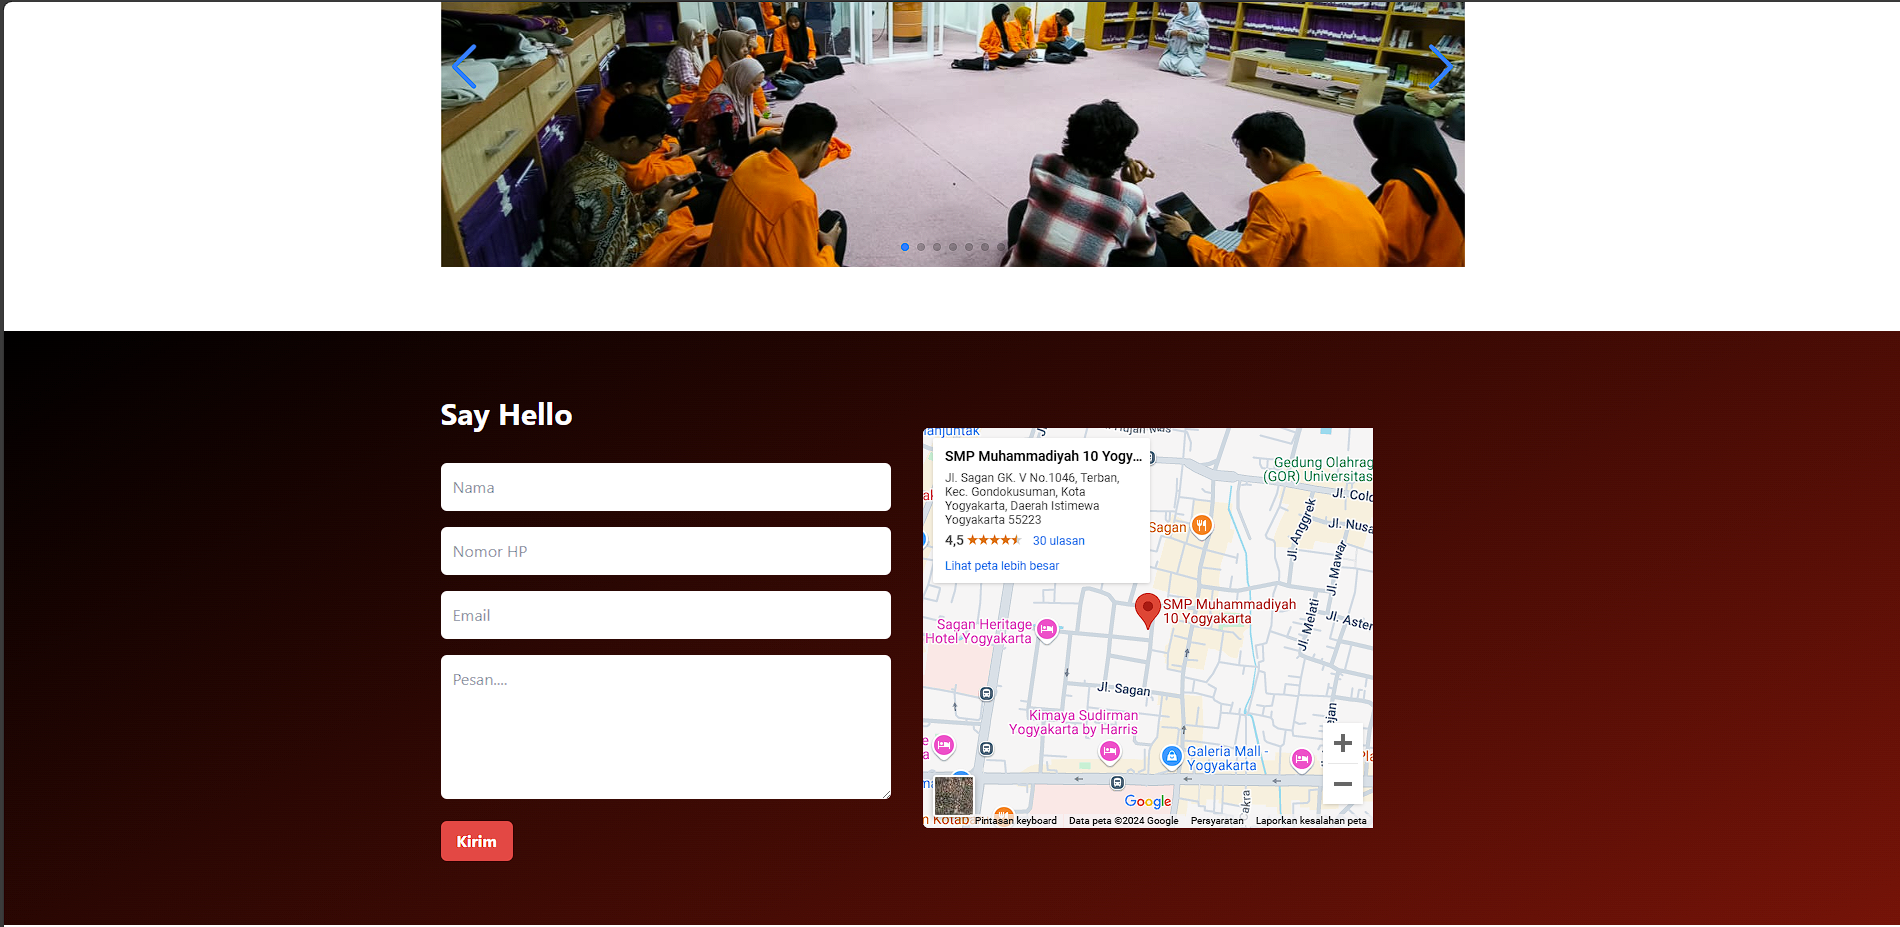 Say Hello
Nama
Nomor HP
Email
Pesan....
Kirim
SMP Muhammadiyah 10 Yogy...
Jl. Sagan GK. V No.1046, Terban,
Kec. Gondokusuman, Kota
Yogyakarta, Daerah Istimewa
Yogyakarta 55223
4,5
30 ulasan
Lihat peta lebih besar
Gedung Olahrag
(GOR) Universitas
Jl. Colo
Jl. Anggrek
Jl. Nusa
Sagan
Jl. Mawar
SMP Muhammadiyah
10 Yogyakarta
Jl. Melati
Jl. Aster
Sagan Heritage
Hotel Yogyakarta
Jl. Sagan
Kimaya Sudirman
Yogyakarta by Harris
Galeria Mall -
Yogyakarta
Google
Pintasan keyboard
Data peta ©2024 Google
Persyaratan
Laporkan kesalahan peta